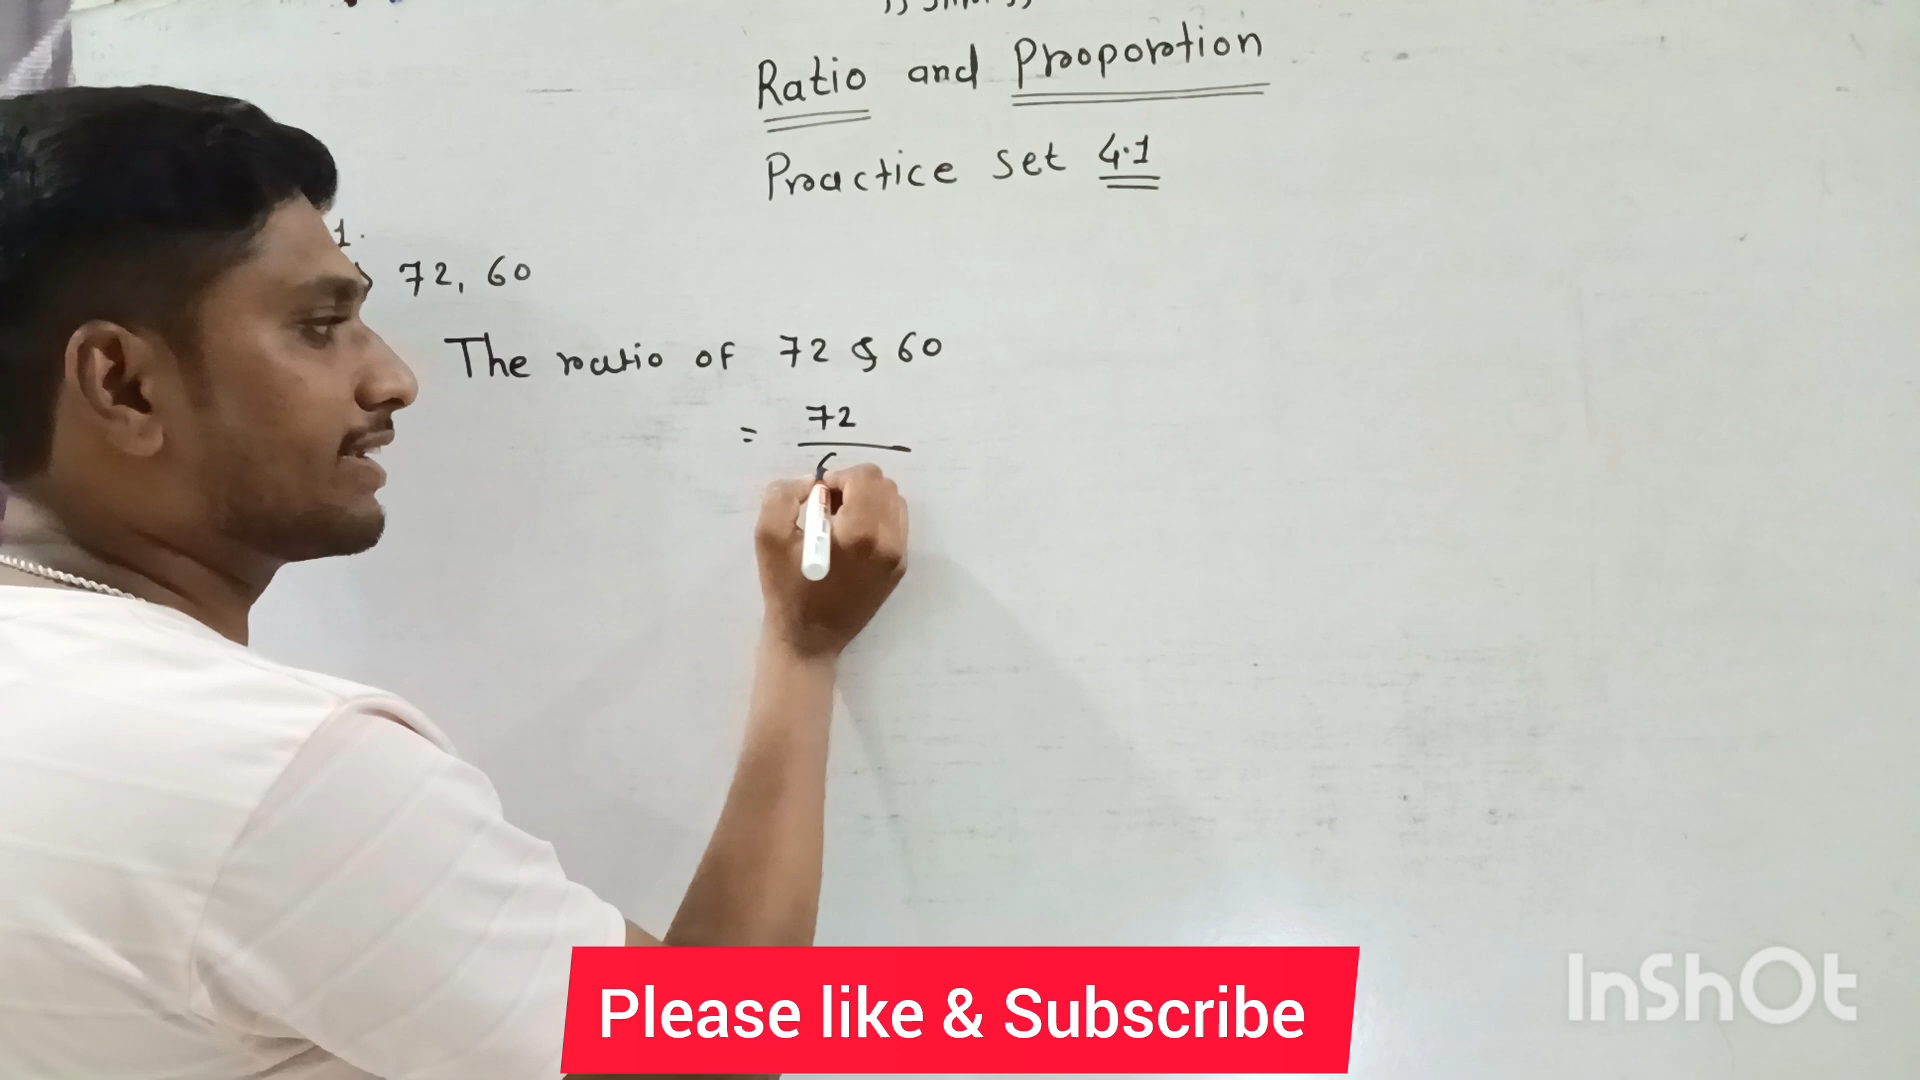 Ratio and Proportion
Practice set 4.1
1.
> 72, 60
The ratio of 72 & 60
= 72
6
Please like & Subscribe
InShOt